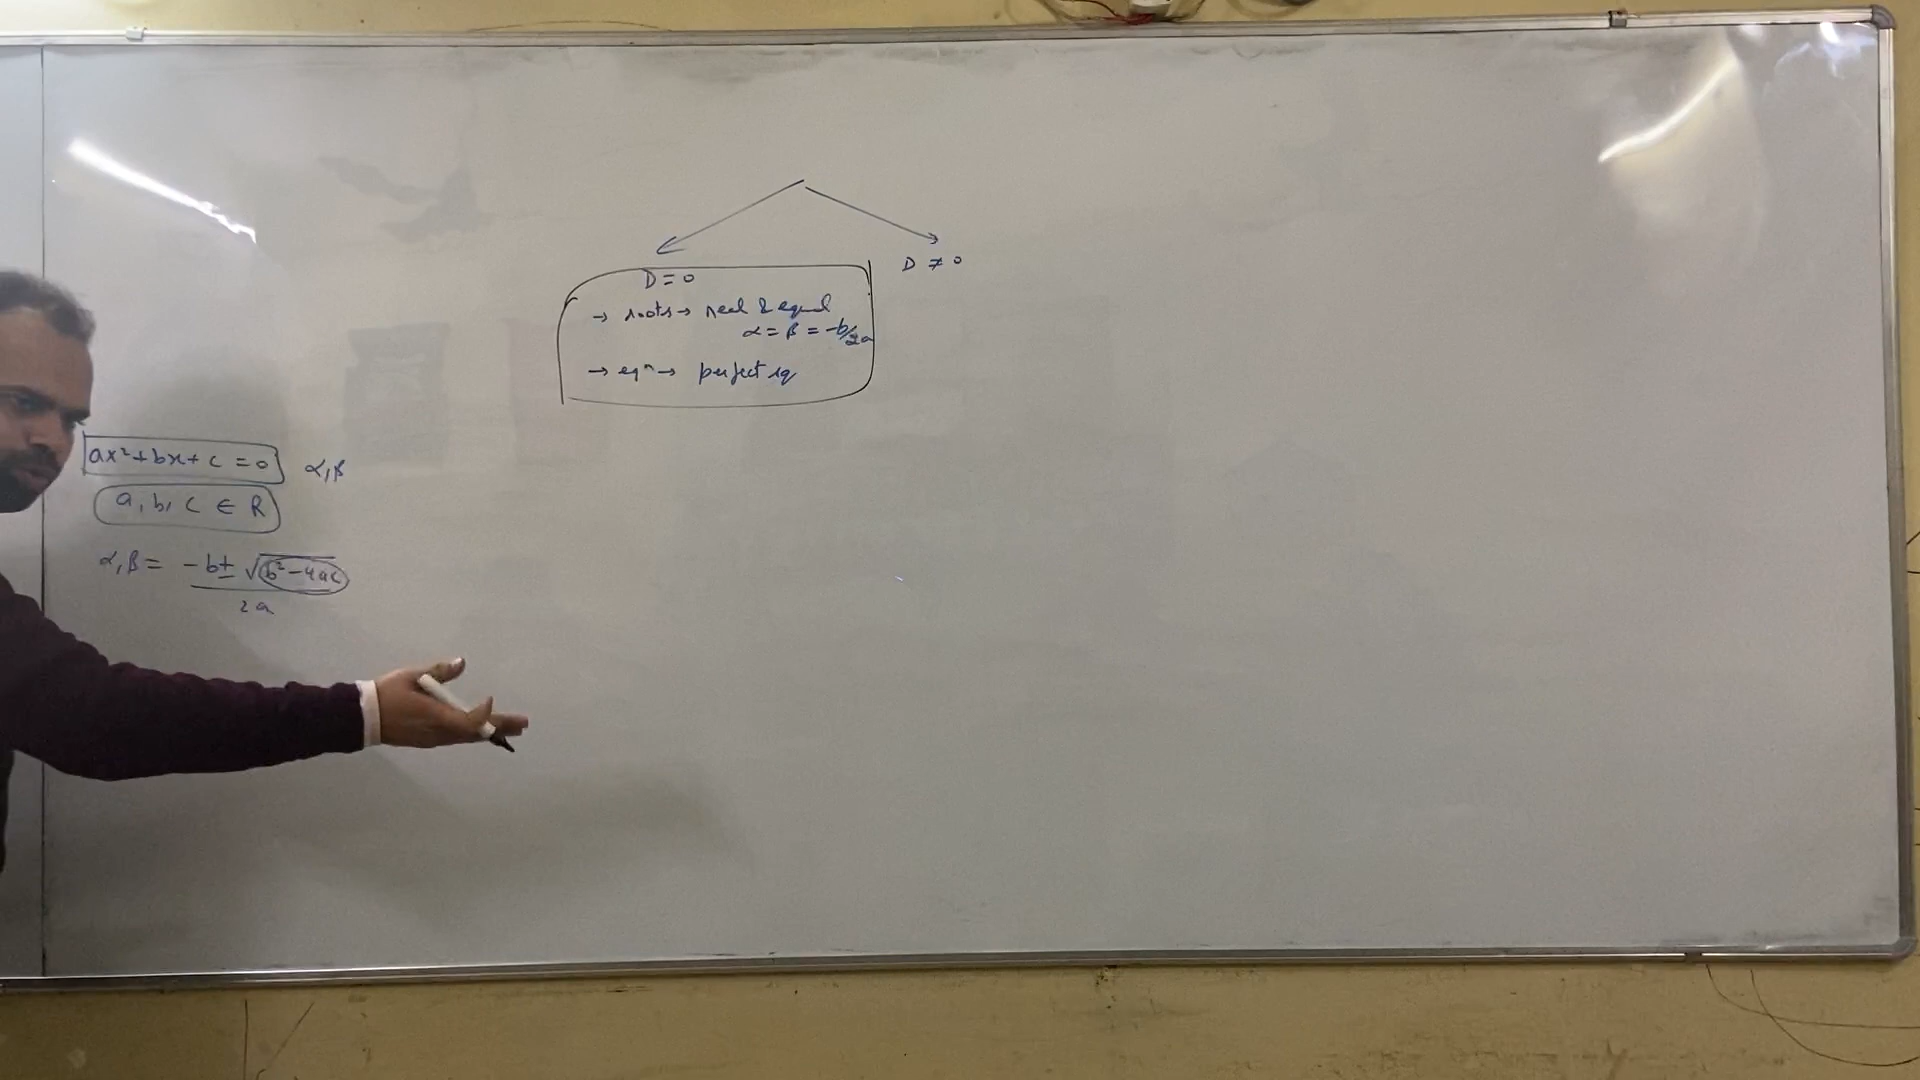 D = 0
D ≠ 0
→ roots → real & equal
α = β = -b/2a
→ eqⁿ → perfect sq
ax² + bx + c = 0 α, β
a, b, c ∈ R
α, β = -b ± √(b² - 4ac)
2a